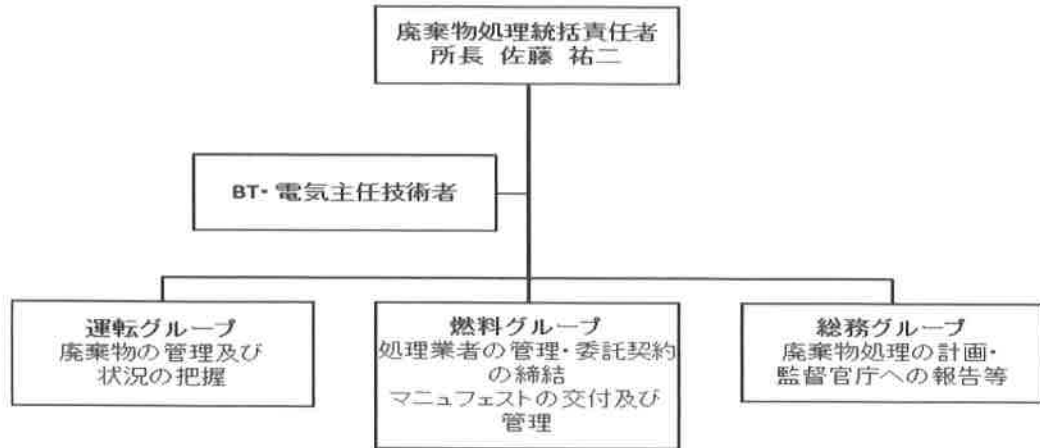 廃棄物処理統括責任者
所長 佐藤 祐二
BT・電気主任技術者
運転グループ
廃棄物の管理及び
状況の把握
燃料グループ
処理業者の管理・委託契約
の締結
マニュフェストの交付及び
管理
総務グループ
廃棄物処理の計画・
監督官庁への報告等